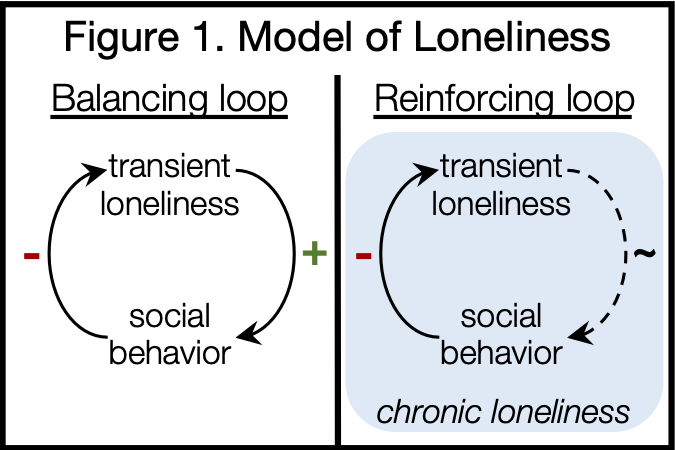 Figure 1. Model of Loneliness
Balancing loop
transient
loneliness
-
+
social
behavior
Reinforcing loop
transient
loneliness
-
~
social
behavior
chronic loneliness